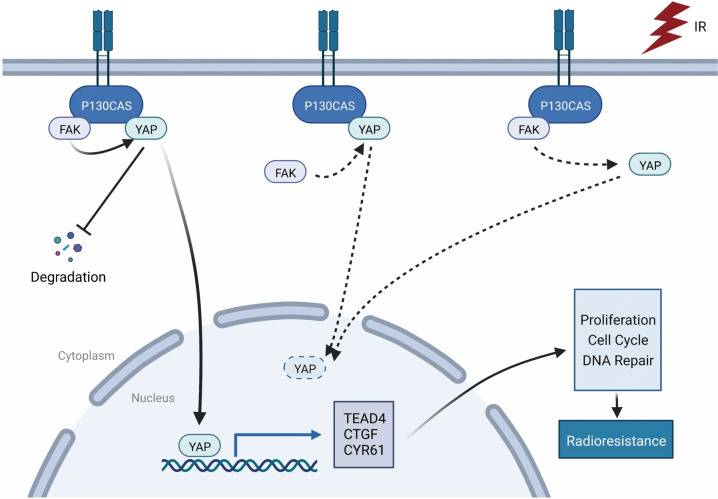 IR
P130CAS
FAK
YAP
P130CAS
YAP
FAK
P130CAS
FAK
YAP
Degradation
Cytoplasm
Nucleus
YAP
YAP
TEAD4
CTGF
CYR61
Proliferation
Cell Cycle
DNA Repair
Radioresistance